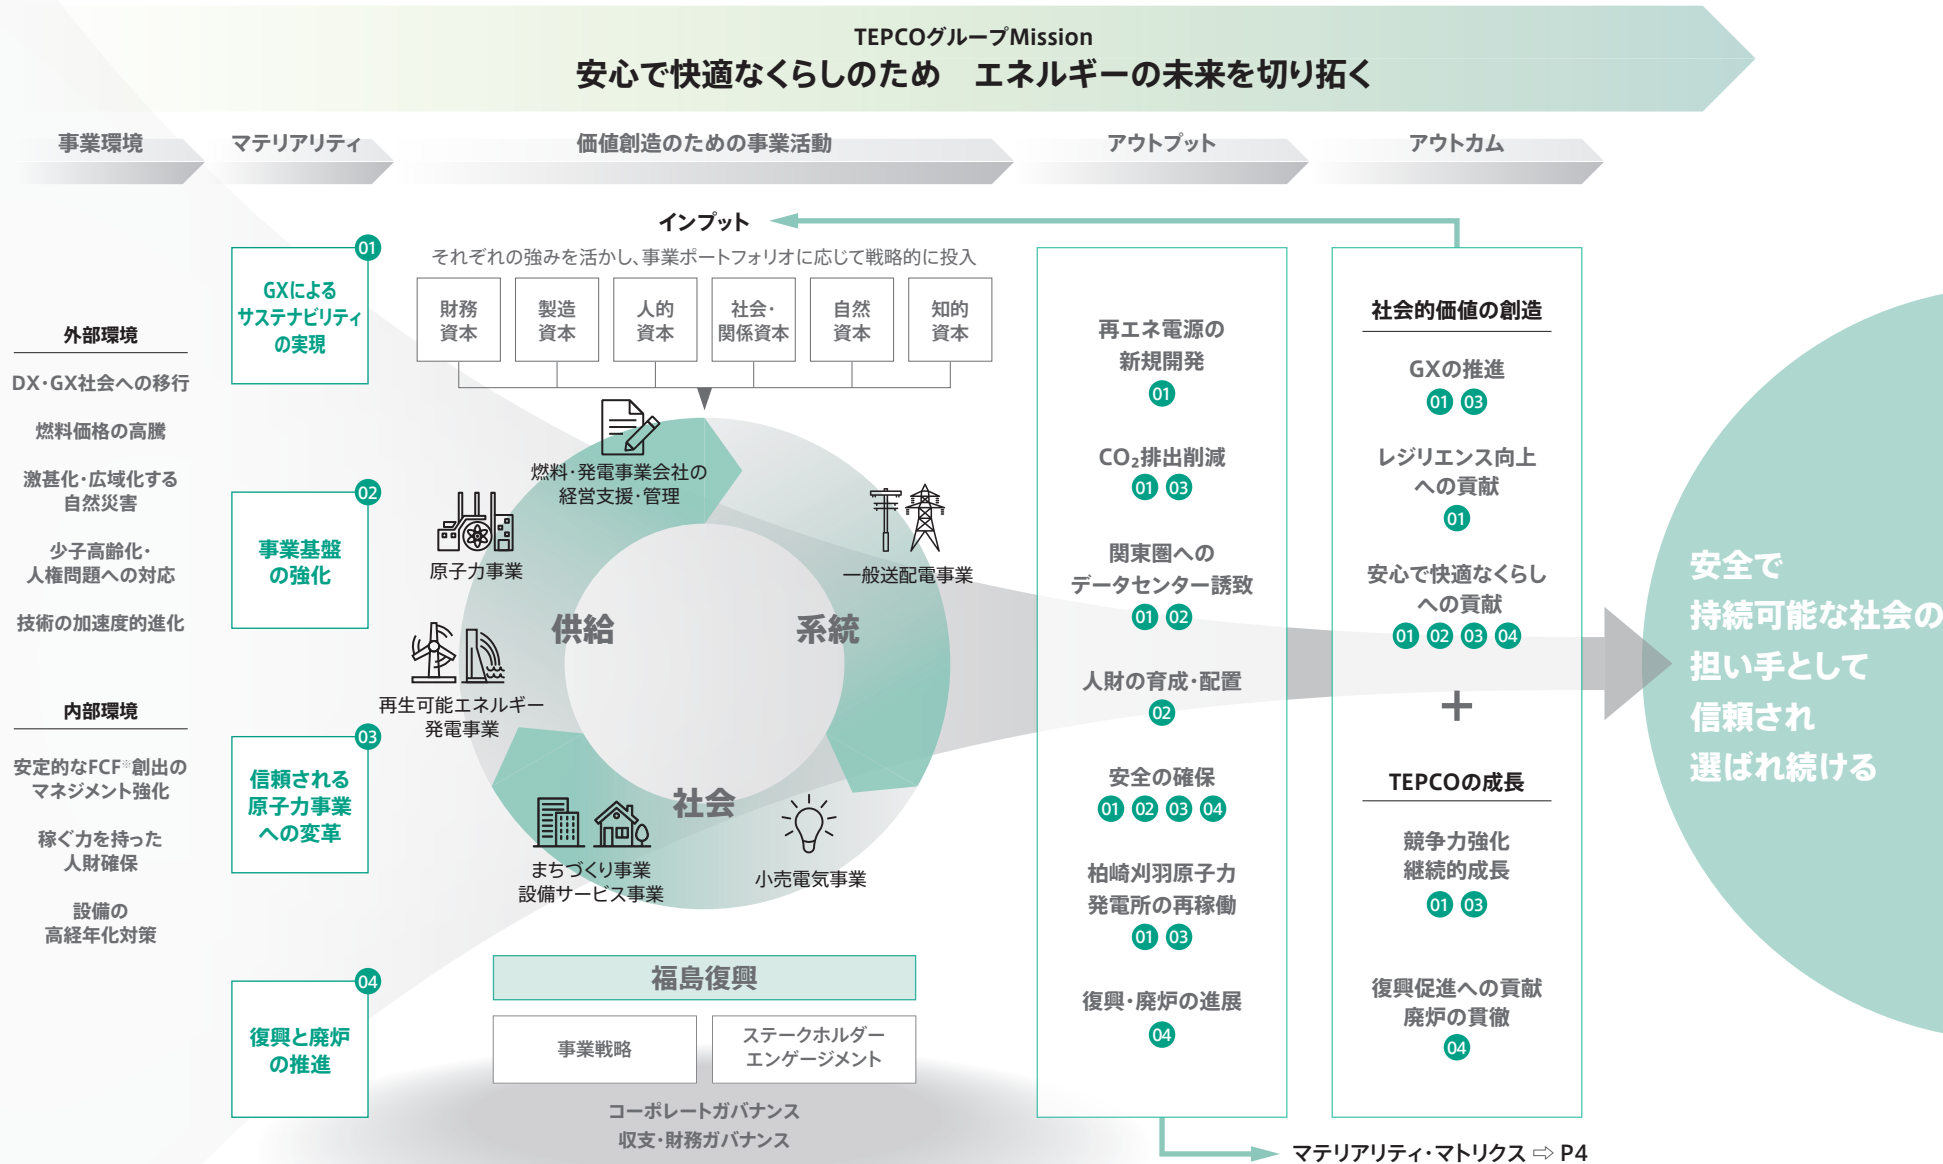 TEPCOグループMission
安心で快適なくらしのため　エネルギーの未来を切り拓く
事業環境
マテリアリティ
価値創造のための事業活動
アウトプット
アウトカム
外部環境
DX・GX社会への移行
燃料価格の高騰
激甚化・広域化する
自然災害
少子高齢化・
人権問題への対応
技術の加速度的進化
内部環境
安定的なFCF※創出の
マネジメント強化
稼ぐ力を持った
人財確保
設備の
高経年化対策
01
GXによる
サステナビリティ
の実現
02
事業基盤
の強化
03
信頼される
原子力事業
への変革
04
復興と廃炉
の推進
インプット
それぞれの強みを活かし、事業ポートフォリオに応じて戦略的に投入
財務
資本
製造
資本
人的
資本
社会・
関係資本
自然
資本
知的
資本
燃料・発電事業会社の
経営支援・管理
原子力事業
一般送配電事業
供給
系統
再生可能エネルギー
発電事業
社会
まちづくり事業
設備サービス事業
小売電気事業
福島復興
事業戦略
ステークホルダー
エンゲージメント
コーポレートガバナンス
収支・財務ガバナンス
再エネ電源の
新規開発
01
CO₂排出削減
01 03
関東圏への
データセンター誘致
01 02
人財の育成・配置
02
安全の確保
01 02 03 04
柏崎刈羽原子力
発電所の再稼働
01 03
復興・廃炉の進展
04
社会的価値の創造
GXの推進
01 03
レジリエンス向上
への貢献
01
安心で快適なくらし
への貢献
01 02 03 04
+
TEPCOの成長
競争力強化
継続的成長
01 03
復興促進への貢献
廃炉の貫徹
04
マテリアリティ・マトリクス ⇨ P4
安全で
持続可能な社会の
担い手として
信頼され
選ばれ続ける